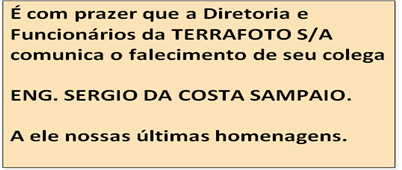 É com prazer que a Diretoria e
Funcionários da TERRAFOTO S/A
comunica o falecimento de seu colega
ENG. SERGIO DA COSTA SAMPAIO.
A ele nossas últimas homenagens.